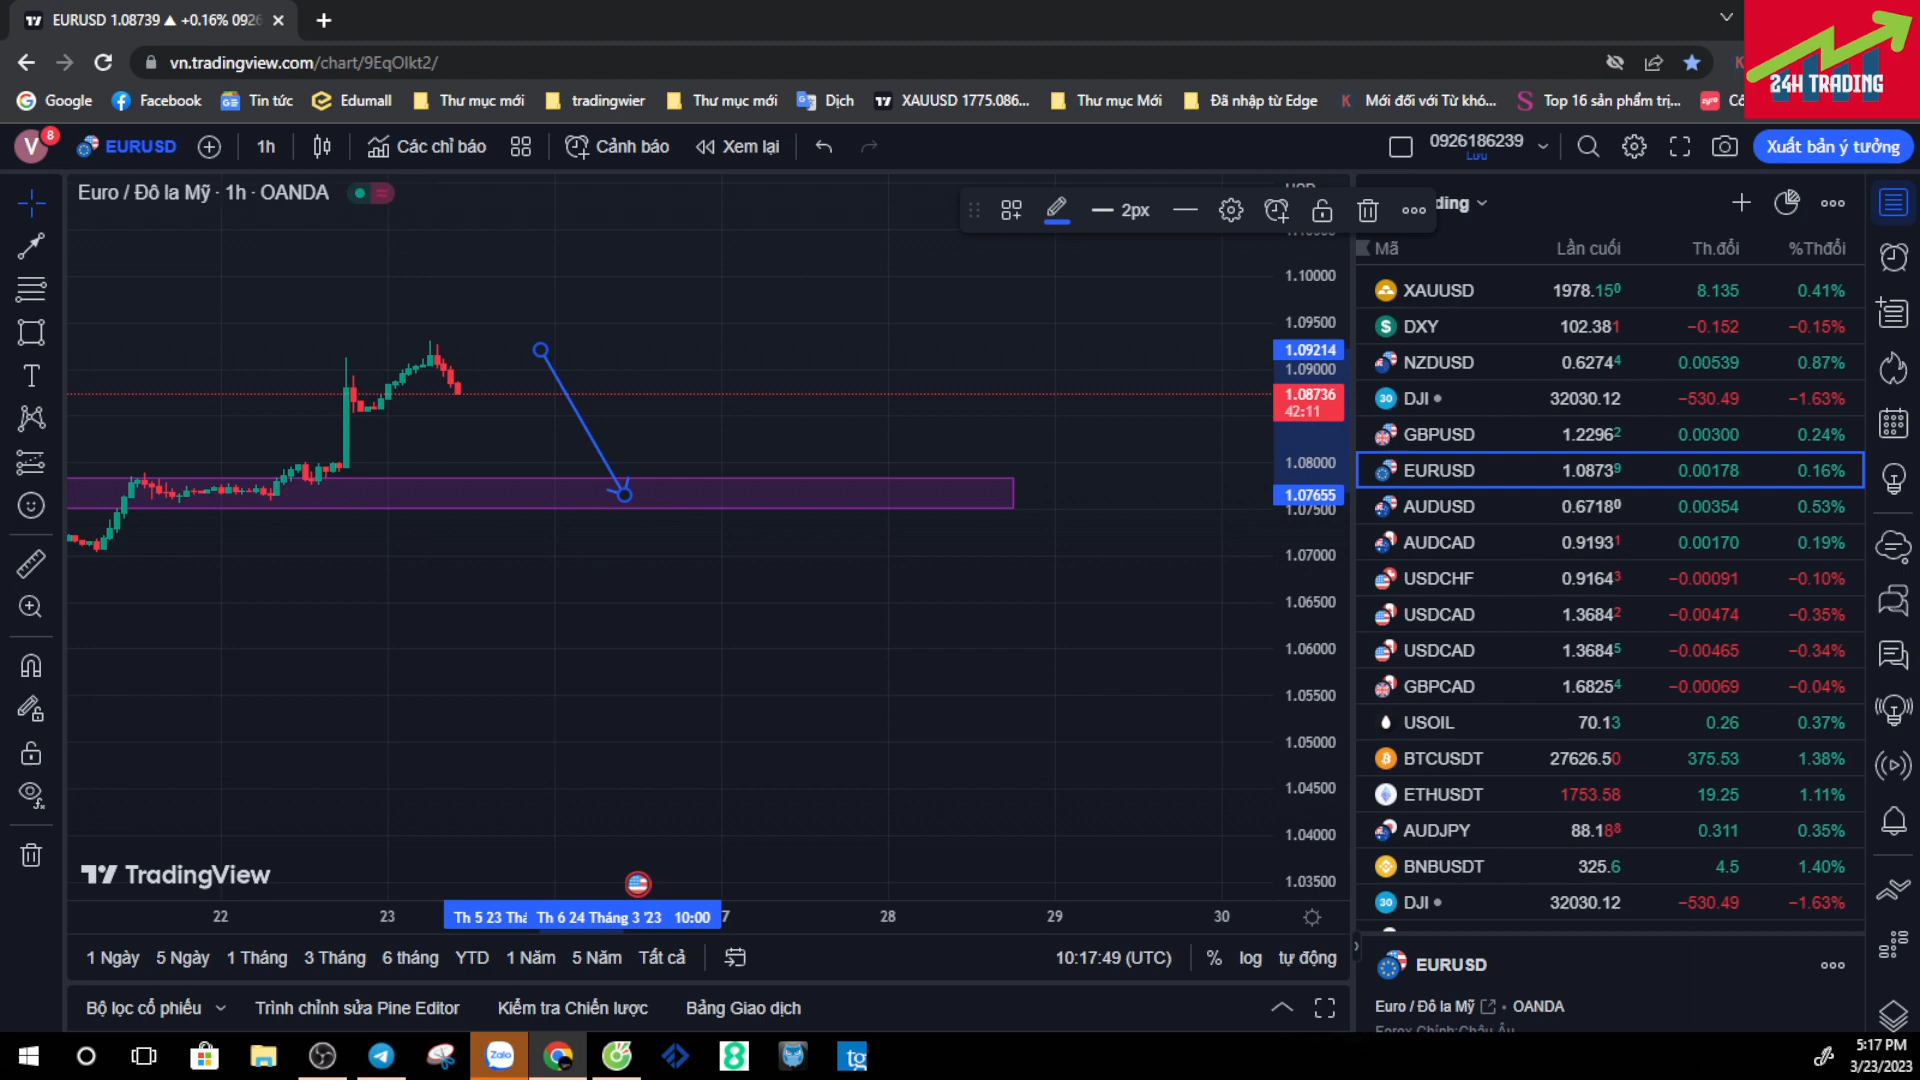 EURUSD 1.08739 ▲ +0.16% 0926
24H TRADING
vn.tradingview.com/chart/9EqOlkt2/
Google
Facebook
Tin tức
Edumall
Thư mục mới
tradingwier
Thư mục mới
Dịch
XAUUSD 1775.086...
Thư mục Mới
Đã nhập từ Edge
Mới đối với Từ khó...
Top 16 sản phẩm trị...
V
8
EURUSD
1h
Các chỉ báo
Cảnh báo
Xem lại
0926186239
Lưu
Xuất bản ý tưởng
Euro / Đô la Mỹ · 1h · OANDA
2px
ding
Mã Lần cuối Th.đổi %Thđổi
XAUUSD 1978.150 8.135 0.41%
DXY 102.381 −0.152 −0.15%
NZDUSD 0.62744 0.00539 0.87%
DJI 32030.12 −530.49 −1.63%
GBPUSD 1.22962 0.00300 0.24%
EURUSD 1.08739 0.00178 0.16%
AUDUSD 0.67180 0.00354 0.53%
AUDCAD 0.91931 0.00170 0.19%
USDCHF 0.91643 −0.00091 −0.10%
USDCAD 1.36842 −0.00474 −0.35%
USDCAD 1.36845 −0.00465 −0.34%
GBPCAD 1.68254 −0.00069 −0.04%
USOIL 70.13 0.26 0.37%
BTCUSDT 27626.50 375.53 1.38%
ETHUSDT 1753.58 19.25 1.11%
AUDJPY 88.188 0.311 0.35%
BNBUSDT 325.6 4.5 1.40%
DJI 32030.12 −530.49 −1.63%
1.10000
1.09500
1.09214
1.09000
1.08736
42:11
1.08000
1.07655
1.07500
1.07000
1.06500
1.06000
1.05500
1.05000
1.04500
1.04000
1.03500
TradingView
22
23
Th 5 23 Thá
Th 6 24 Tháng 3 '23 10:00
7
28
29
30
1 Ngày
5 Ngày
1 Tháng
3 Tháng
6 tháng
YTD
1 Năm
5 Năm
Tất cả
10:17:49 (UTC)
%
log
tự động
EURUSD
Euro / Đô la Mỹ · OANDA
Forex Chính:Châu Âu
Bộ lọc cổ phiếu
Trình chỉnh sửa Pine Editor
Kiểm tra Chiến lược
Bảng Giao dịch
Zalo
8
tg
5:17 PM
3/23/2023